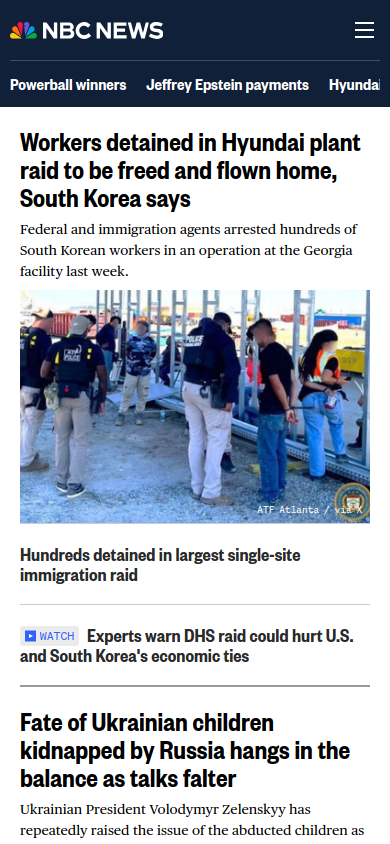 NBC NEWS
Powerball winners
Jeffrey Epstein payments
Hyundai
Workers detained in Hyundai plant
raid to be freed and flown home,
South Korea says
Federal and immigration agents arrested hundreds of
South Korean workers in an operation at the Georgia
facility last week.
POLICE
POLICE
ATF Atlanta / via X
Hundreds detained in largest single-site
immigration raid
WATCH Experts warn DHS raid could hurt U.S.
and South Korea's economic ties
Fate of Ukrainian children
kidnapped by Russia hangs in the
balance as talks falter
Ukrainian President Volodymyr Zelenskyy has
repeatedly raised the issue of the abducted children as